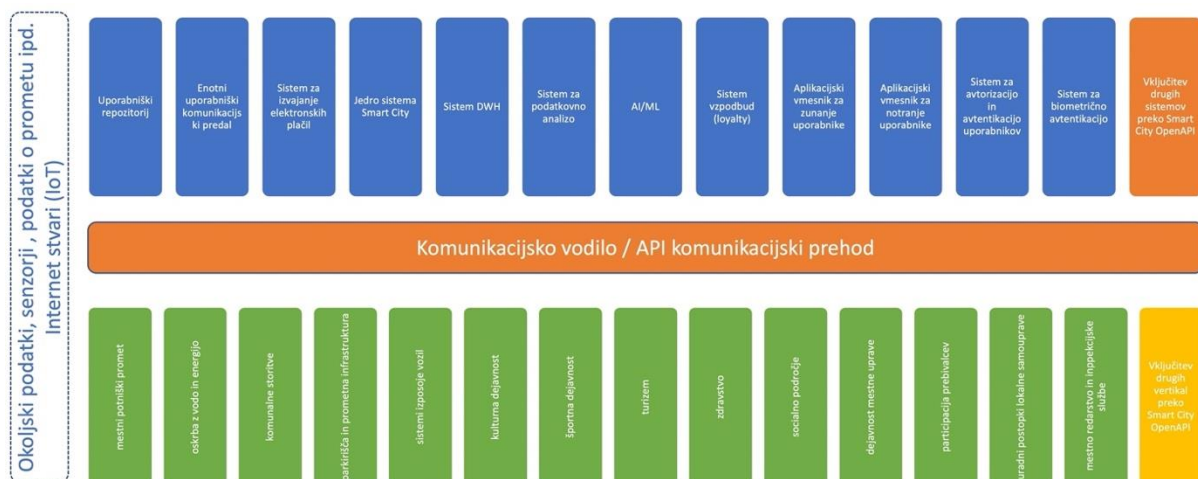 Okoljski podatki, senzorji , podatki o prometu ipd.
Internet stvari (IoT)
Uporabniški
repozitorij
Enotni
uporabniški
komunikacijs
ki predal
Sistem za
izvajanje
elektronskih
plačil
Jedro sistema
Smart City
Sistem DWH
Sistem za
podatkovno
analizo
AI/ML
Sistem
vzpodbud
(loyalty)
Aplikacijski
vmesnik za
zunanje
uporabnike
Aplikacijski
vmesnik za
notranje
uporabnike
Sistem za
avtorizacijo
in
avtentikacijo
uporabnikov
Sistem za
biometrično
avtentikacijo
Vključitev
drugih
sistemov
preko Smart
City OpenAPI
Komunikacijsko vodilo / API komunikacijski prehod
mestni potniški promet
oskrba z vodo in energijo
komunalne storitve
parkirišča in prometna infrastruktura
sistemi izposoje vozil
kulturna dejavnost
športna dejavnost
turizem
zdravstvo
socialno področje
dejavnost mestne uprave
participacija prebivalcev
uradni postopki lokalne samouprave
mestno redarstvo in inppekcijske
službe
Vključitev
drugih
vertikal
preko
Smart City
OpenAPI